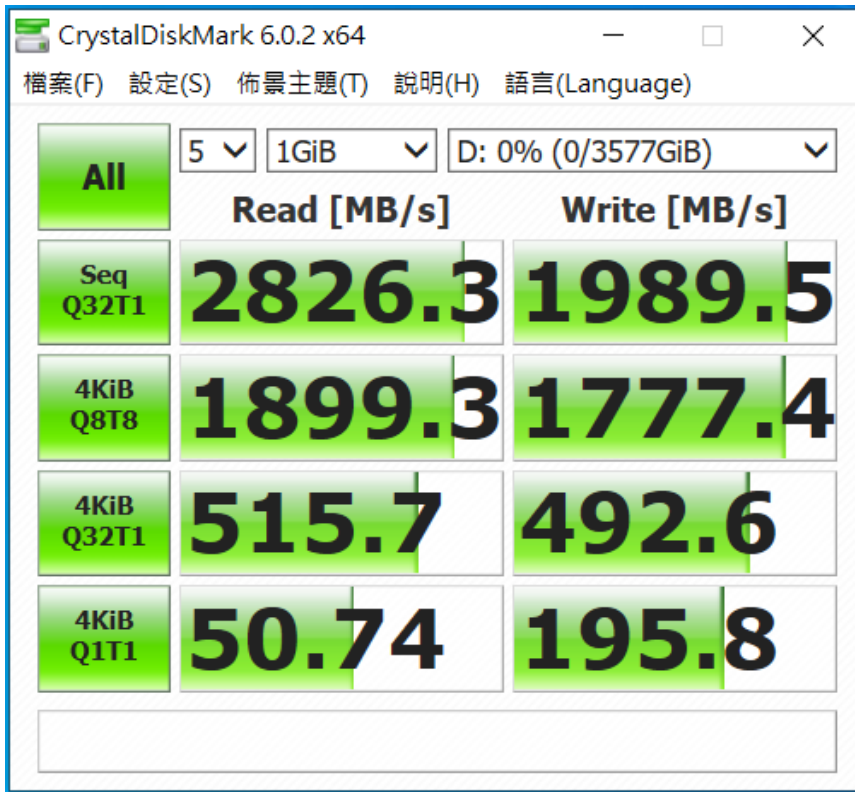 CrystalDiskMark 6.0.2 x64
檔案(F) 設定(S) 佈景主題(T) 說明(H) 語言(Language)
All 5 1GiB D: 0% (0/3577GiB)
Read [MB/s] Write [MB/s]
Seq
Q32T1
2826.3 1989.5
4KiB
Q8T8
1899.3 1777.4
4KiB
Q32T1
515.7 492.6
4KiB
Q1T1
50.74 195.8